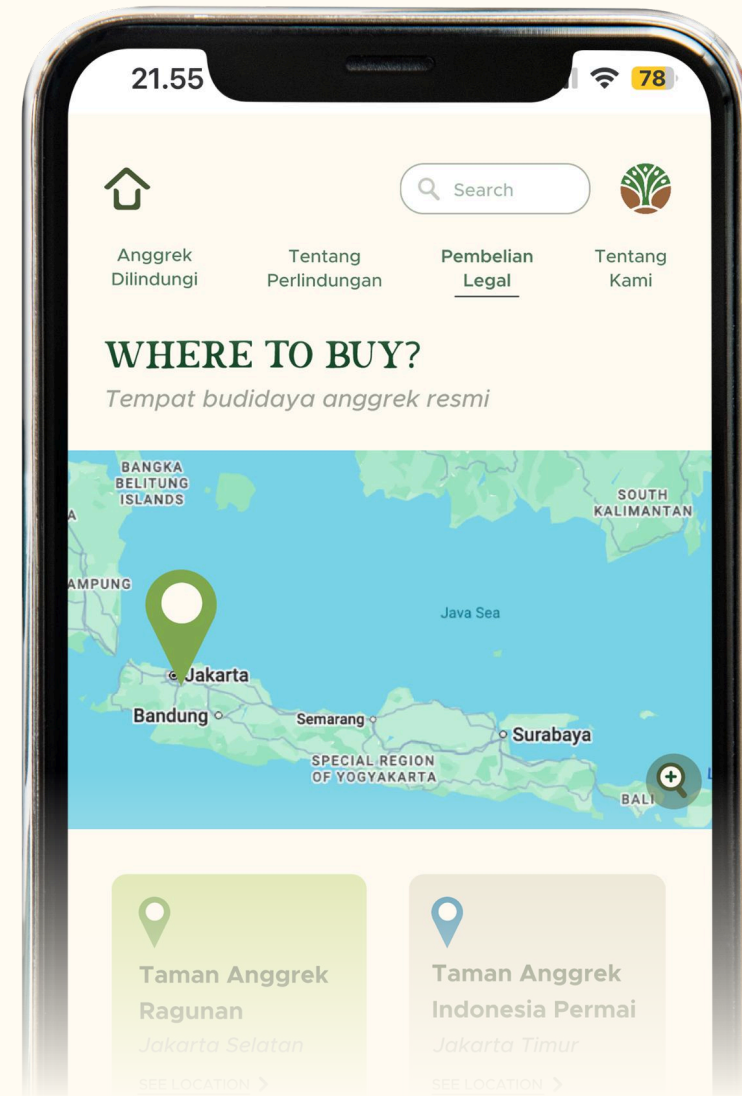 21.55
78
Search
Anggrek
Dilindungi
Tentang
Perlindungan
Pembelian
Legal
Tentang
Kami
WHERE TO BUY?
Tempat budidaya anggrek resmi
BANGKA
BELITUNG
ISLANDS
SOUTH
KALIMANTAN
A
AMPUNG
Java Sea
Jakarta
Bandung
Semarang
Surabaya
SPECIAL REGION
OF YOGYAKARTA
BALI
L
Taman Anggrek
Ragunan
Jakarta Selatan
SEE LOCATION
Taman Anggrek
Indonesia Permai
Jakarta Timur
SEE LOCATION